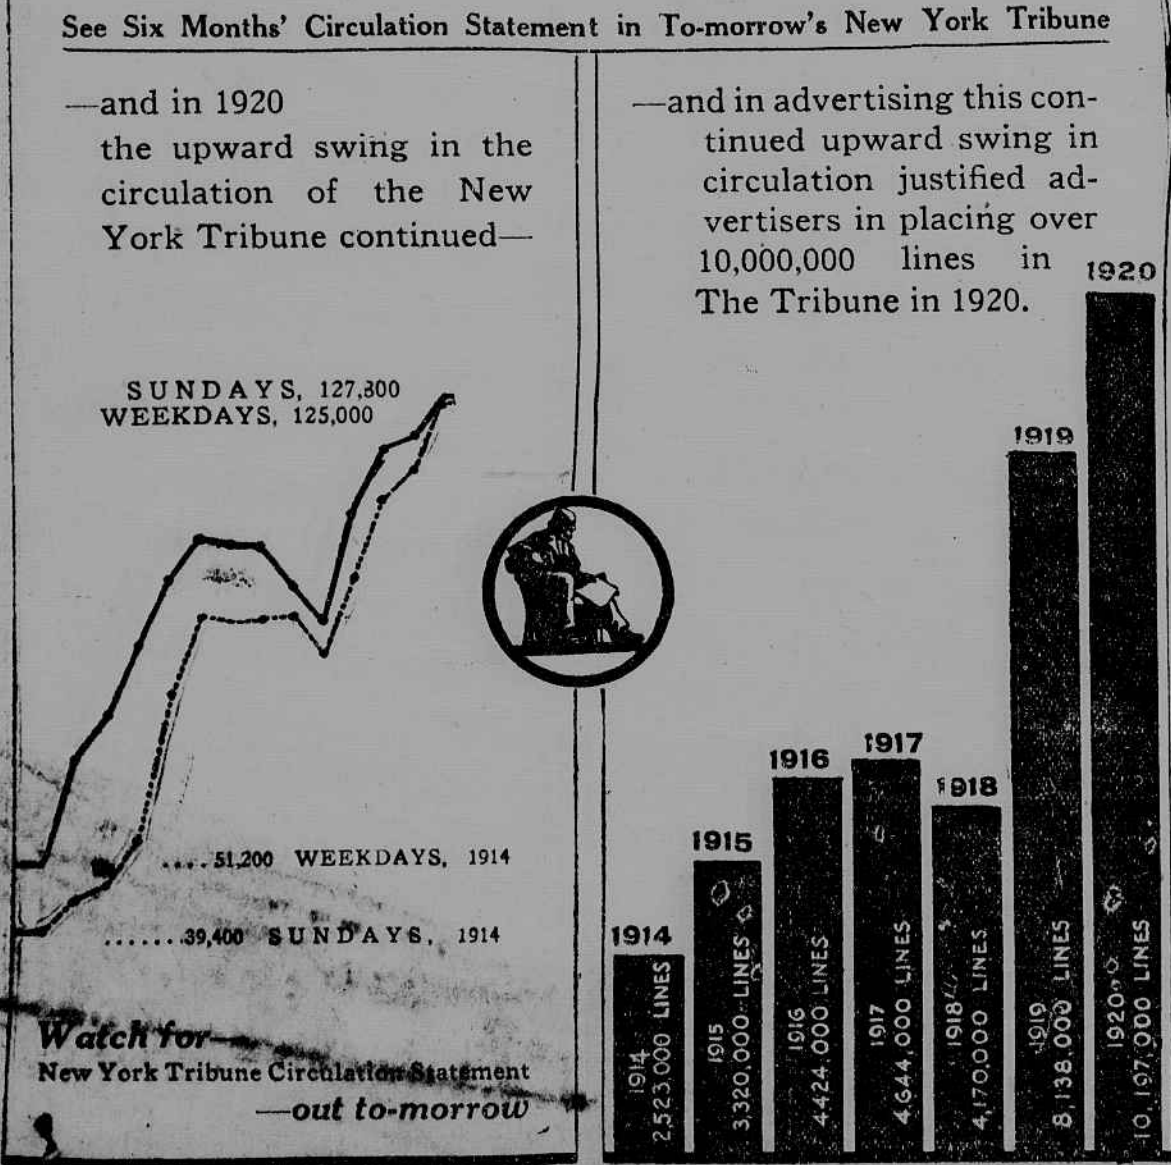 See Six Months' Circulation Statement in To-morrow's New York Tribune
—and in 1920
the upward swing in the
circulation of the New
York Tribune continued—
SUNDAYS, 127,800
WEEKDAYS, 125,000
....51,200 WEEKDAYS, 1914
.......39,400 SUNDAYS, 1914
Watch for—
New York Tribune Circulation Statement
—out to-morrow
—and in advertising this con-
tinued upward swing in
circulation justified ad-
vertisers in placing over
10,000,000 lines in
The Tribune in 1920.
1914
1915
1916
1917
1918
1919
1920
1914
2,523,000 LINES
1915
3,320,000 LINES
1916
4424,000 LINES
1917
4,644,000 LINES
1918
4,170,000 LINES
1919
8,138,000 LINES
1920
10,197,000 LINES